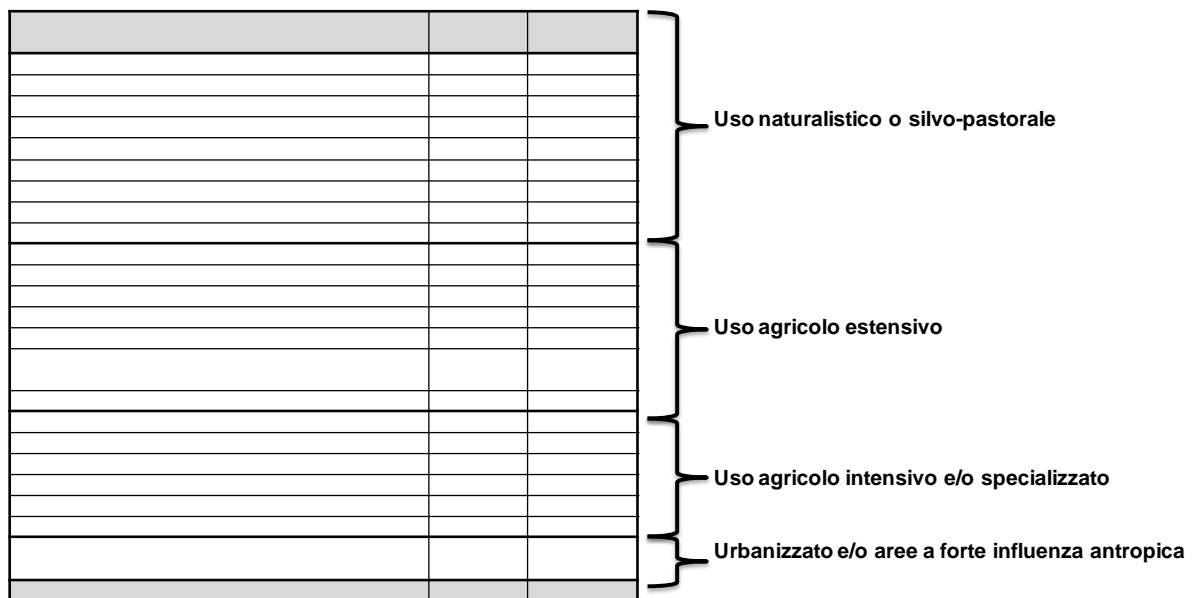 Uso naturalistico o silvo-pastorale
Uso agricolo estensivo
Uso agricolo intensivo e/o specializzato
Urbanizzato e/o aree a forte influenza antropica